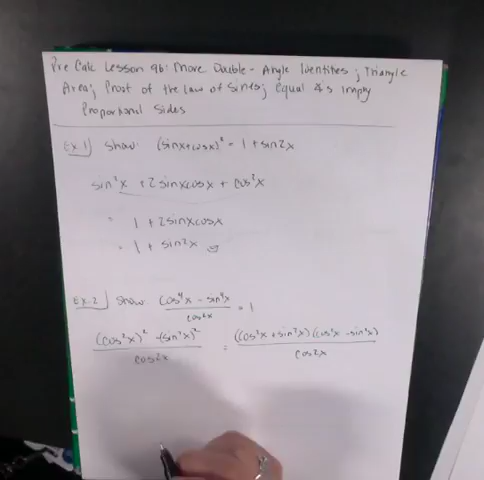 Pre Calc Lesson 96: More Double-Angle Identities; Triangle
Area; Proof of the Law of Sines; Equal ∠'s Imply
Proportional Sides
Ex 1) Show: (sinx+cosx)² = 1 + sin2x
sin²x + 2sinxcosx + cos²x
= 1 + 2sinxcosx
= 1 + sin2x
Ex 2) Show: (cos⁴x - sin⁴x)/cos2x = 1
((cos²x)² - (sin²x)²)/cos2x = ((cos²x + sin²x)(cos²x - sin²x))/cos2x